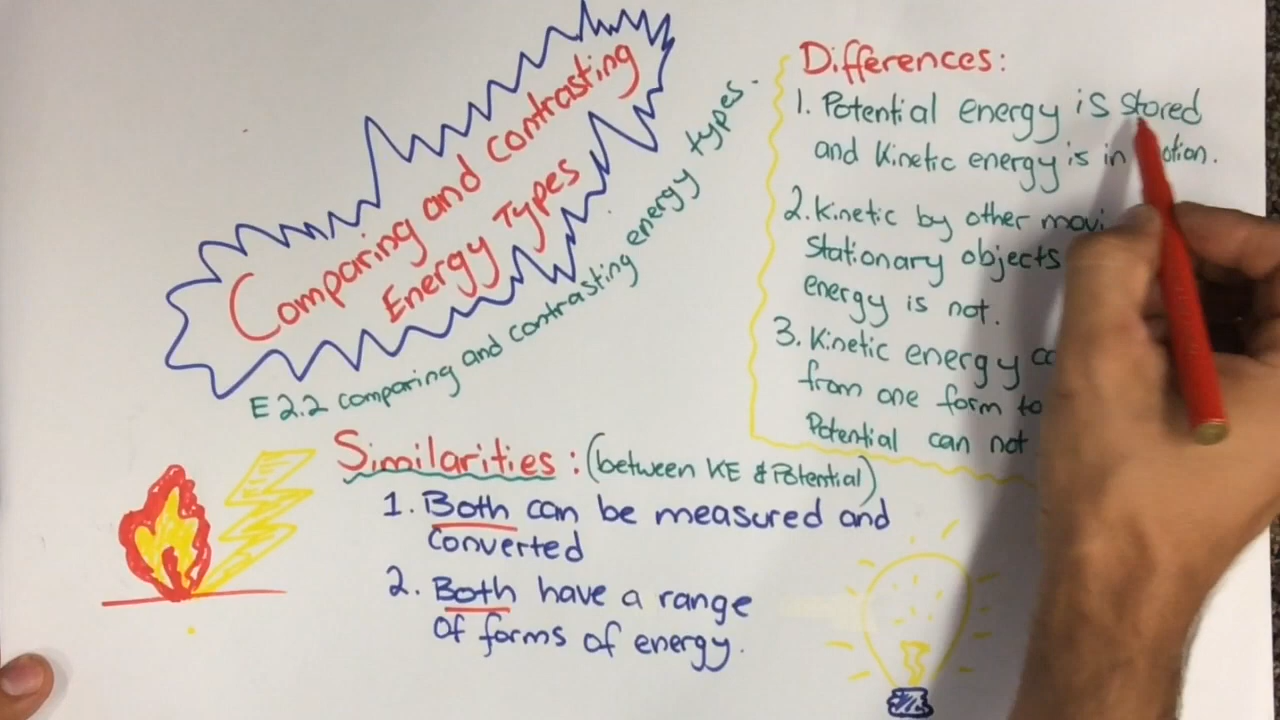 Comparing and contrasting
Energy Types
E 2.2 comparing and contrasting energy types.
Differences:
1. Potential energy is stored
and Kinetic energy is in
2. Kinetic by other
Stationary objects
energy is not.
3. Kinetic energy
from one form to
Potential can not
Similarities : (between KE & Potential)
1. Both can be measured and
converted
2. Both have a range
of forms of energy.